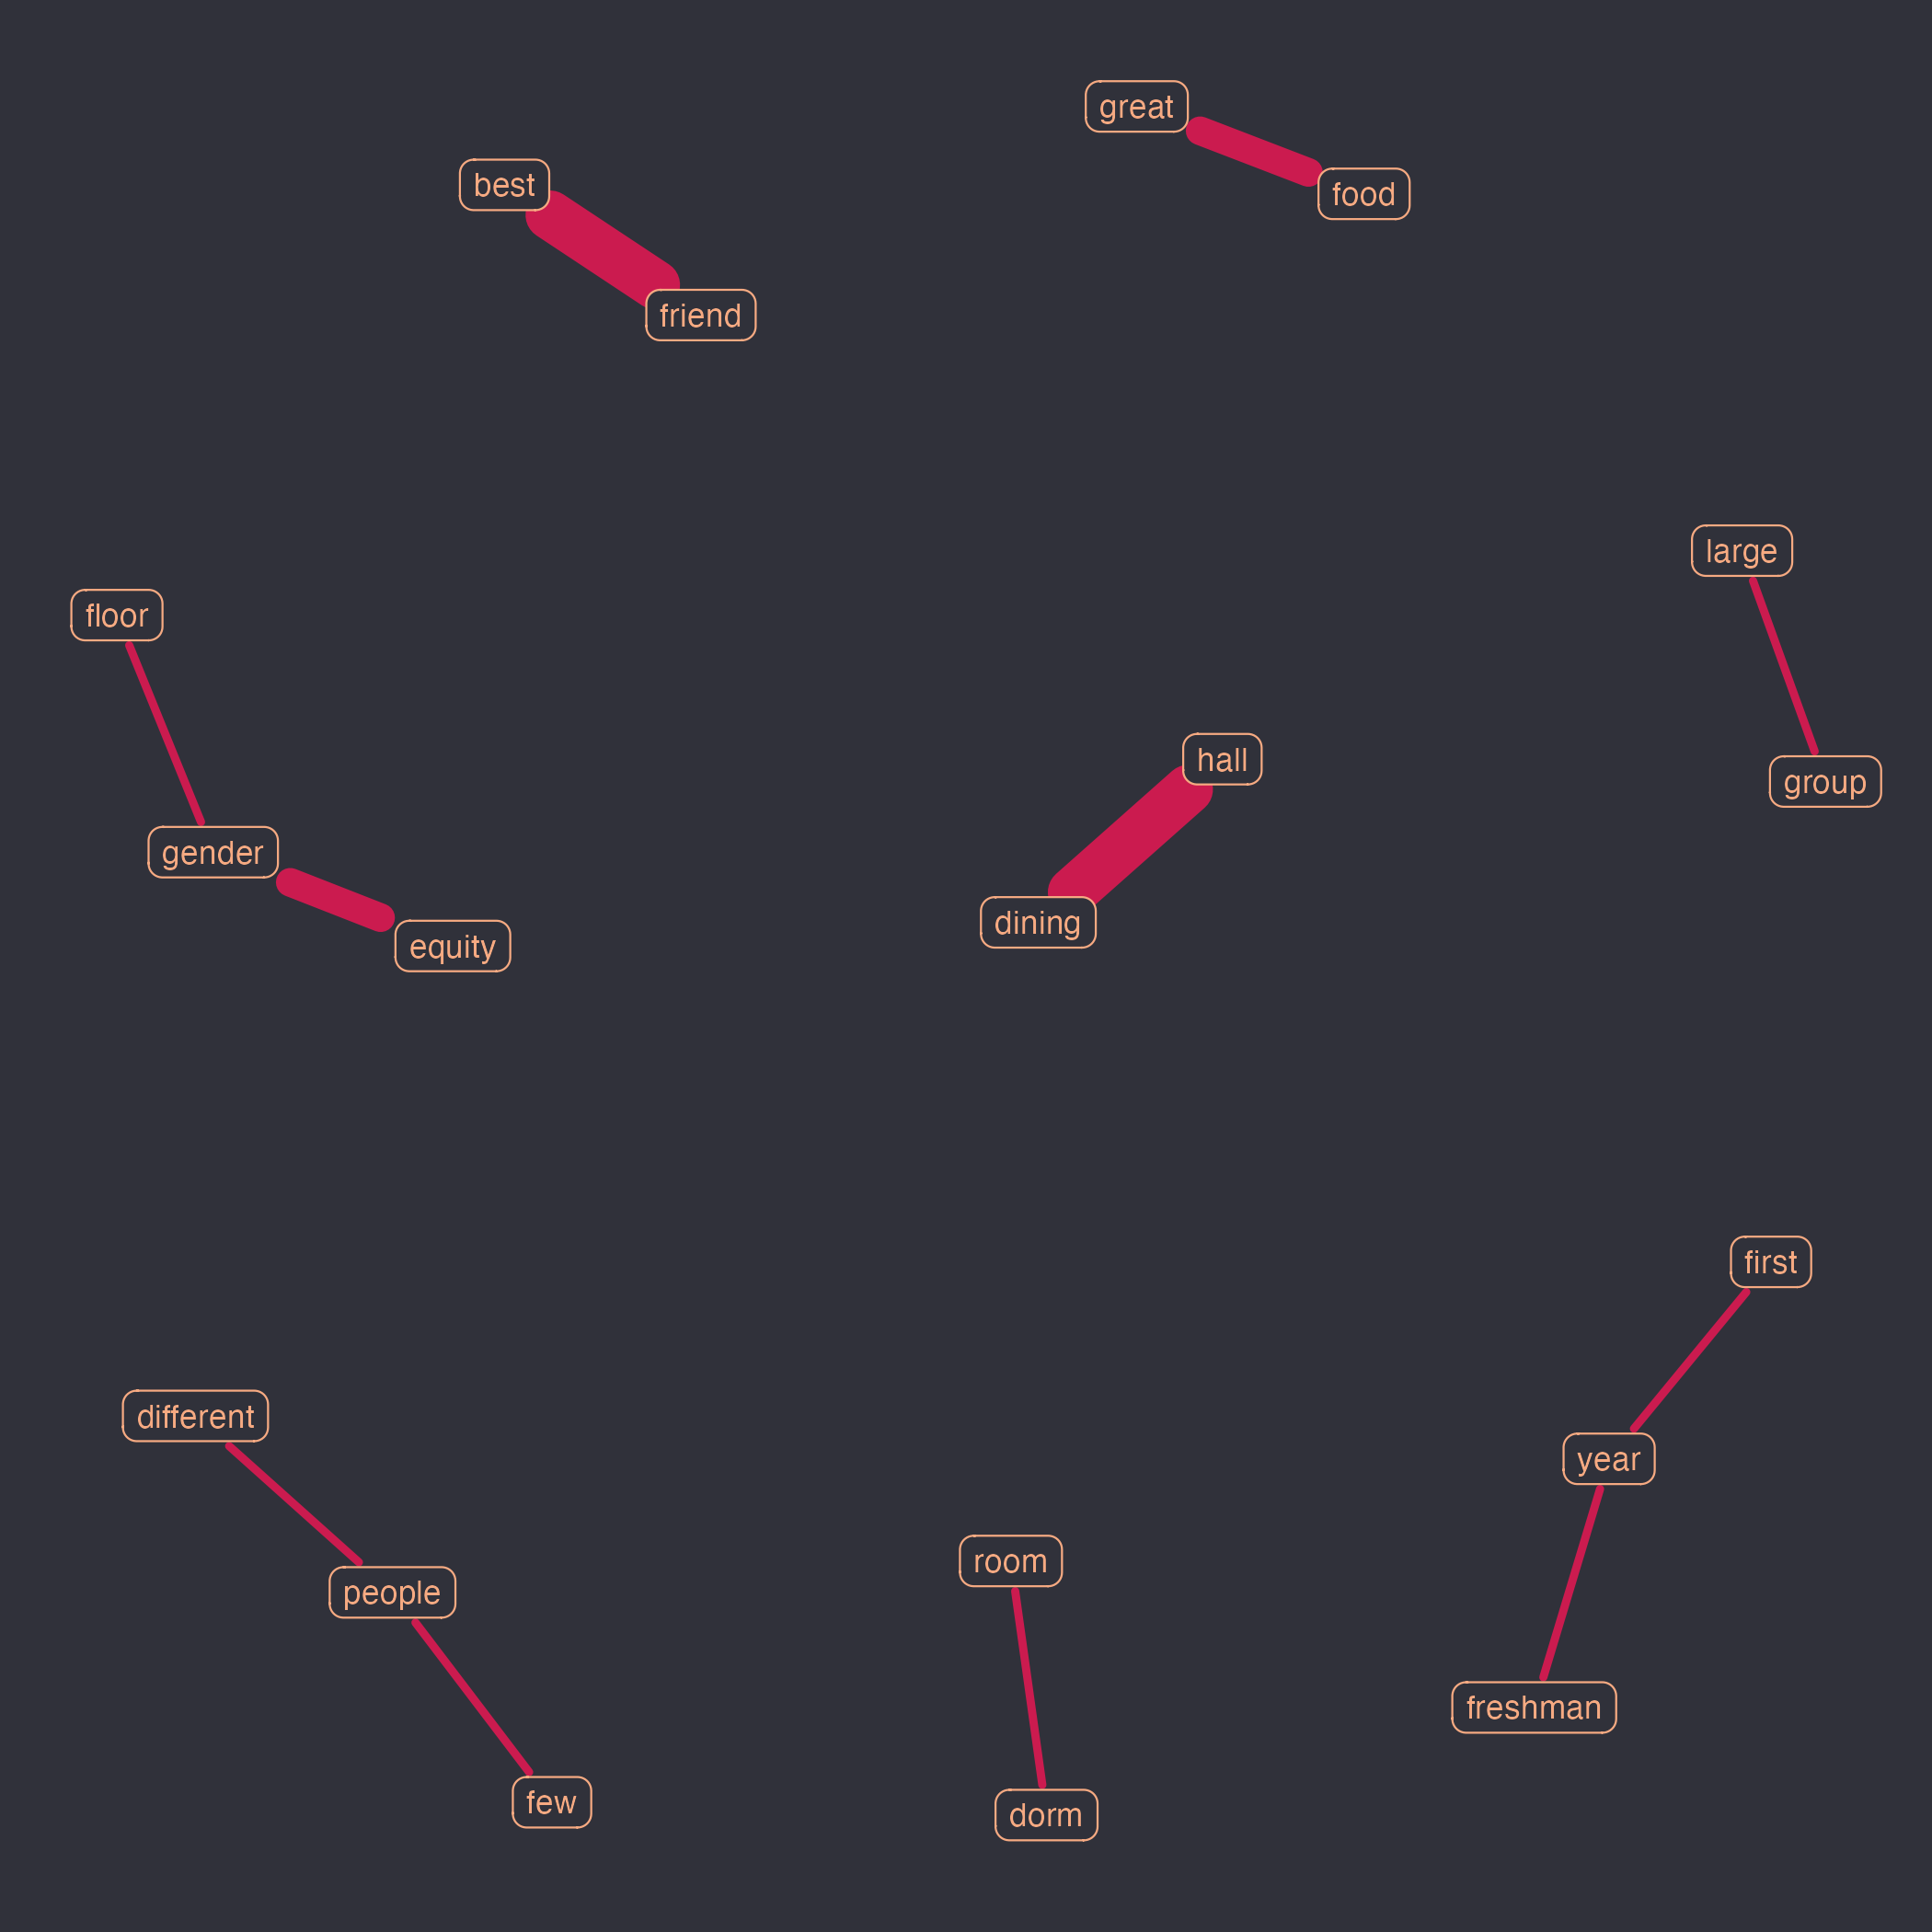 great
best
food
friend
large
floor
hall
group
gender
dining
equity
first
different
year
room
people
freshman
few
dorm